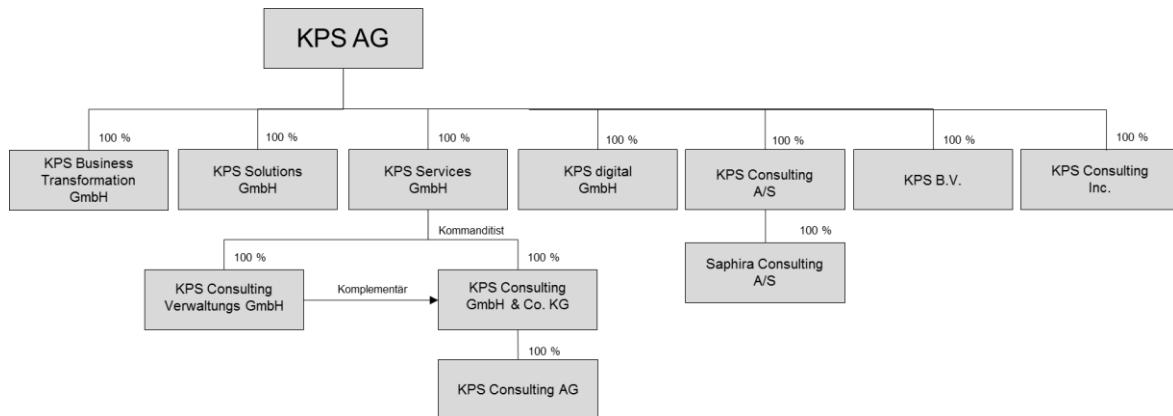 KPS AG
100 %
100 %
100 %
100 %
100 %
100 %
100 %
KPS Business
Transformation
GmbH
KPS Solutions
GmbH
KPS Services
GmbH
KPS digital
GmbH
KPS Consulting
A/S
KPS B.V.
KPS Consulting
Inc.
Kommanditist
100 %
100 %
100 %
KPS Consulting
Verwaltungs GmbH
Komplementär
KPS Consulting
GmbH & Co. KG
Saphira Consulting
A/S
100 %
KPS Consulting AG